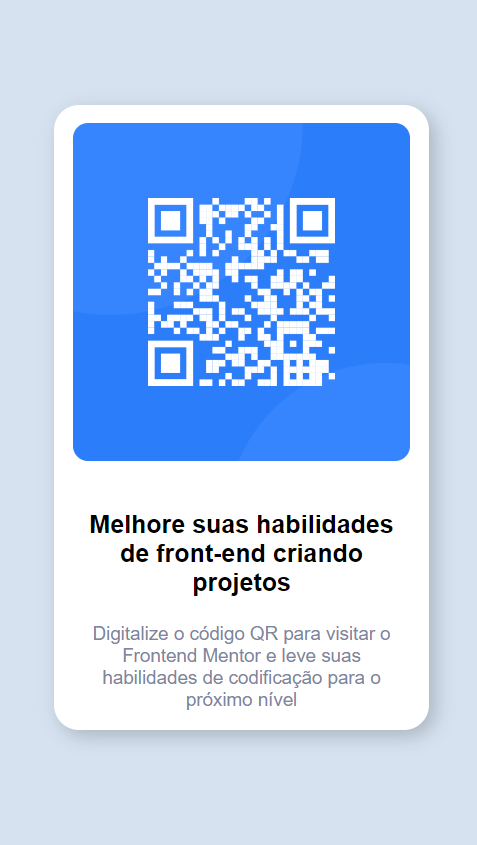 Melhore suas habilidades
de front-end criando
projetos
Digitalize o código QR para visitar o
Frontend Mentor e leve suas
habilidades de codificação para o
próximo nível